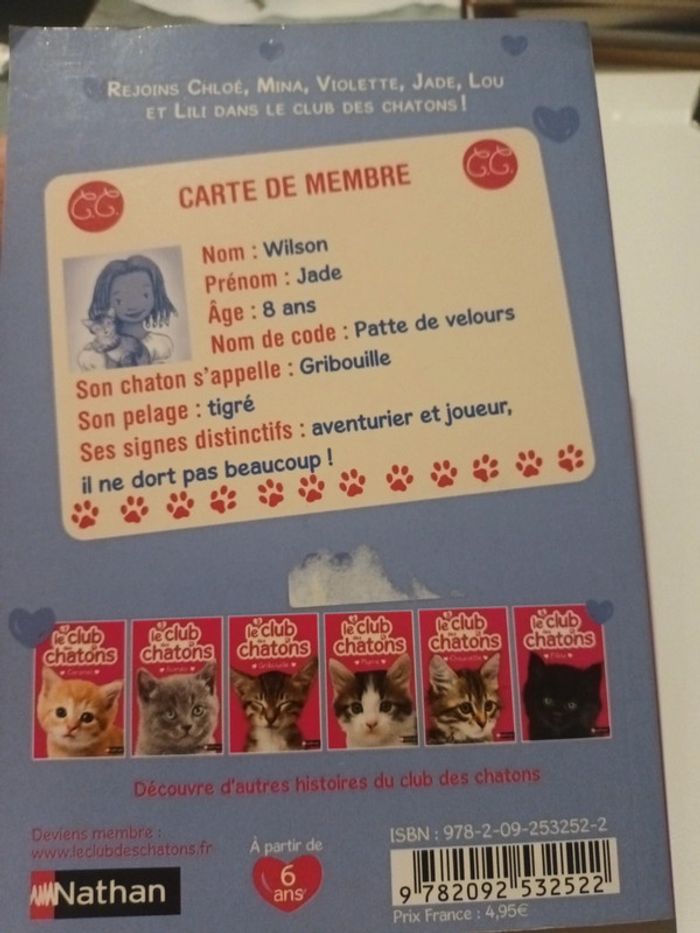 Rejoins Chloé, Mina, Violette, Jade, Lou
et Lili dans le club des chatons !
C.C.
CARTE DE MEMBRE
C.C.
Nom : Wilson
Prénom : Jade
Âge : 8 ans
Nom de code : Patte de velours
Son chaton s'appelle : Gribouille
Son pelage : tigré
Ses signes distinctifs : aventurier et joueur,
il ne dort pas beaucoup !
le club des chatons
Caramel
le club des chatons
le club des chatons
Gribouille
le club des chatons
Plume
le club des chatons
le club des chatons
Filou
Découvre d'autres histoires du club des chatons
Deviens membre :
www.leclubdeschatons.fr
Nathan
À partir de
6
ans
ISBN : 978-2-09-253252-2
9 782092 532522
Prix France : 4,95€